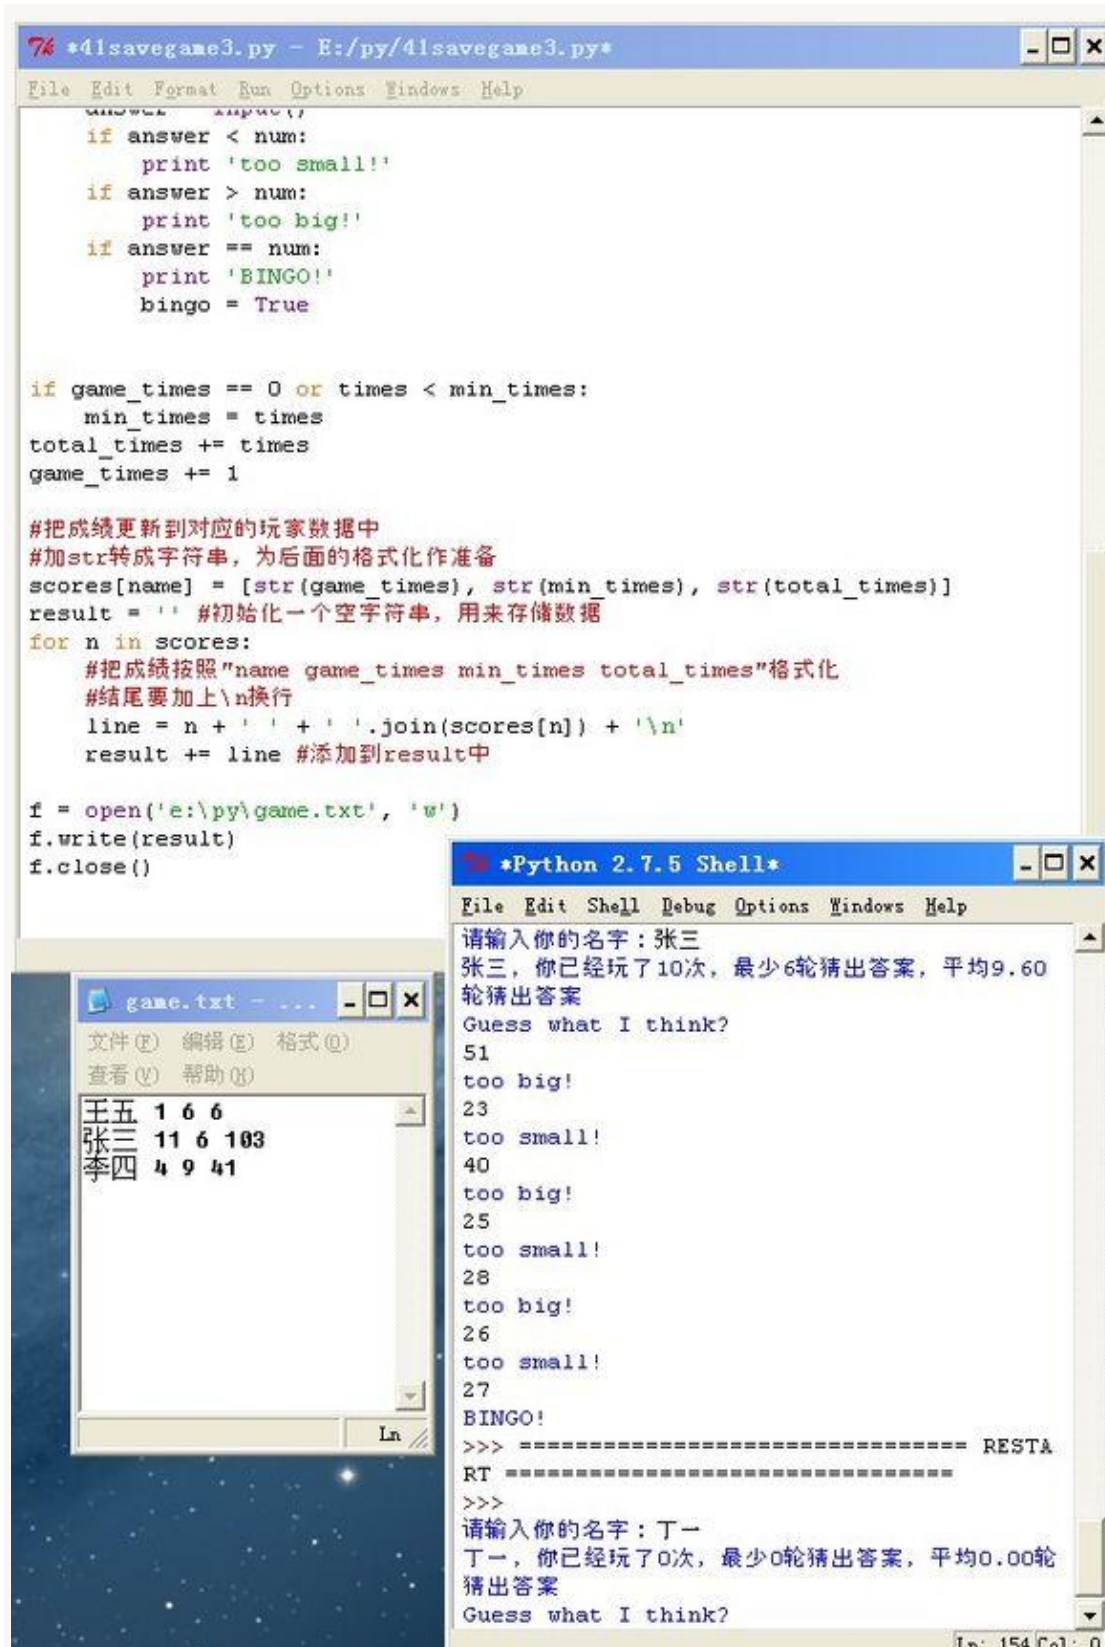 *41savegame3.py - E:/py/41savegame3.py*
File Edit Format Run Options Windows Help
answer = input()
if answer < num:
print 'too small!'
if answer > num:
print 'too big!'
if answer == num:
print 'BINGO!'
bingo = True
if game_times == 0 or times < min_times:
min_times = times
total_times += times
game_times += 1
#把成绩更新到对应的玩家数据中
#加str转成字符串，为后面的格式化作准备
scores[name] = [str(game_times), str(min_times), str(total_times)]
result = '' #初始化一个空字符串，用来存储数据
for n in scores:
#把成绩按照"name game_times min_times total_times"格式化
#结尾要加上\n换行
line = n + ' ' + ' '.join(scores[n]) + '\n'
result += line #添加到result中
f = open('e:\py\game.txt', 'w')
f.write(result)
f.close()
game.txt - ...
文件(F) 编辑(E) 格式(O)
查看(V) 帮助(H)
王五 1 6 6
张三 11 6 103
李四 4 9 41
Ln
*Python 2.7.5 Shell*
File Edit Shell Debug Options Windows Help
请输入你的名字：张三
张三，你已经玩了10次，最少6轮猜出答案，平均9.60
轮猜出答案
Guess what I think?
51
too big!
23
too small!
40
too big!
25
too small!
28
too big!
26
too small!
27
BINGO!
>>> ================================ RESTA
RT ================================
>>>
请输入你的名字：丁一
丁一，你已经玩了0次，最少0轮猜出答案，平均0.00轮
猜出答案
Guess what I think?
Ln: 154 Col: 0